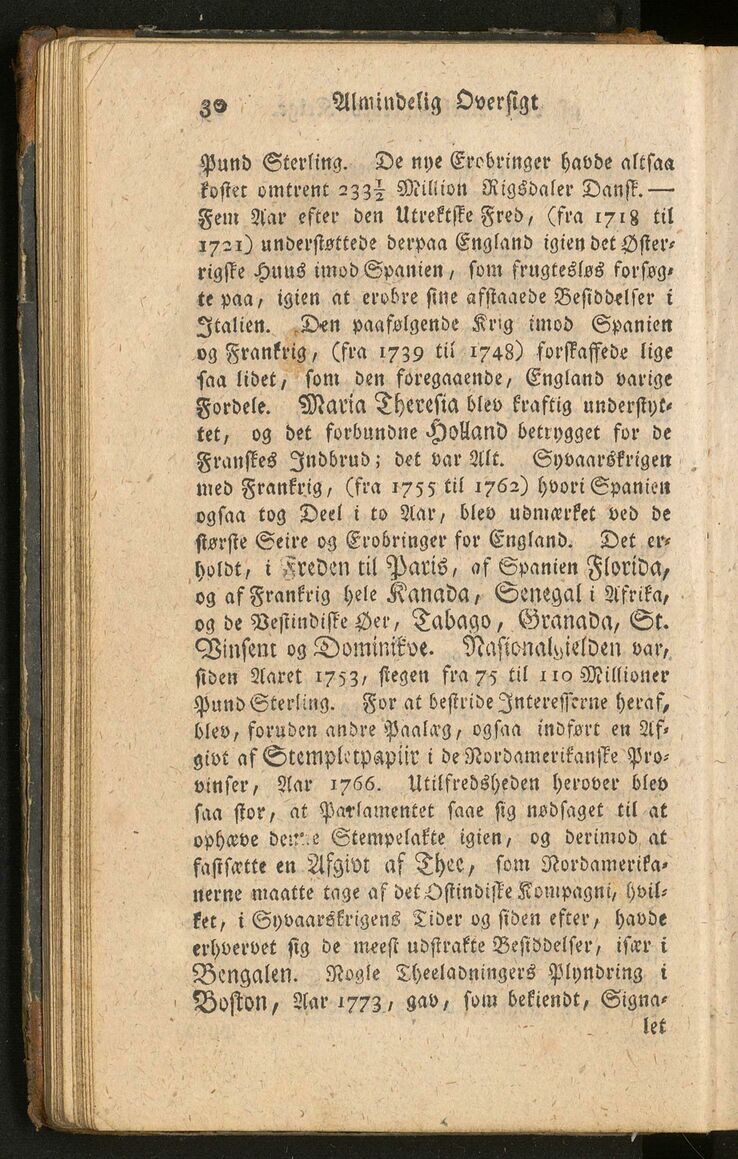 30 Almindelig Oversigt
Pund Sterling. De nye Erobringer havde altsaa
kostet omtrent 233½ Million Rigsdaler Dansk. —
Fem Aar efter den Utrektske Fred, (fra 1718 til
1721) understøttede derpaa England igien det Øster-
rigske Huus imod Spanien, som frugtesløs forsøg-
te paa, igien at erobre sine afstaaede Besiddelser i
Italien. Den paafølgende Krig imod Spanien
og Frankrig, (fra 1739 til 1748) forskaffede lige
saa lidet, som den foregaaende, England varige
Fordele. Maria Theresia blev kraftig understyt-
tet, og det forbundne Holland betrygget for de
Franskes Indbrud; det var Alt. Syvaarskrigen
med Frankrig, (fra 1755 til 1762) hvori Spanien
ogsaa tog Deel i to Aar, blev udmærket ved de
største Seire og Erobringer for England. Det er-
holdt, i Freden til Paris, af Spanien Florida,
og af Frankrig hele Kanada, Senegal i Afrika,
og de Vestindiske Øer, Tabago, Granada, St.
Vinsent og Dominikve. Nasionalgielden var,
siden Aaret 1753, stegen fra 75 til 110 Millioner
Pund Sterling. For at bestride Interesserne heraf,
blev, foruden andre Paalæg, ogsaa indført en Af-
givt af Stempletpapiir i de Nordamerikanske Pro-
vinser, Aar 1766. Utilfredsheden herover blev
saa stor, at Parlamentet saae sig nødsaget til at
ophæve denne Stempelakte igien, og derimod at
fastsætte en Afgivt af Thee, som Nordamerika-
nerne maatte tage af det Ostindiske Kompagni, hvil-
ket, i Syvaarskrigens Tider og siden efter, havde
erhvervet sig de meest udstrakte Besiddelser, især i
Bengalen. Nogle Theeladningers Plyndring i
Boston, Aar 1773, gav, som bekiendt, Signa-
let